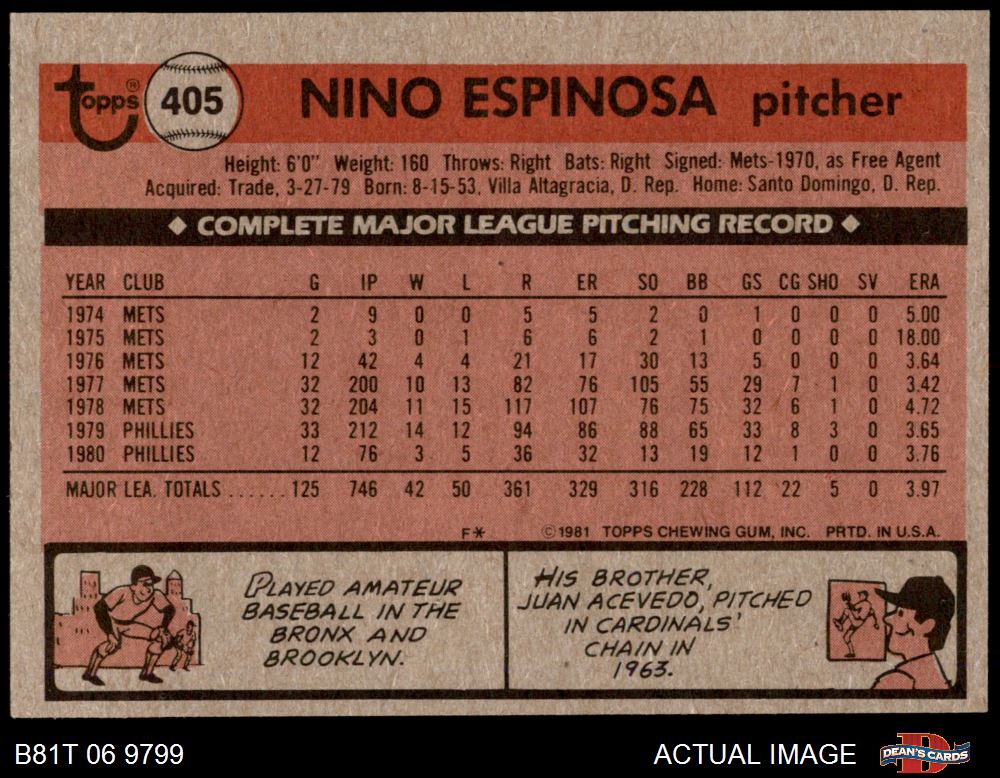 Topps® 405 NINO ESPINOSA pitcher
Height: 6'0" Weight: 160 Throws: Right Bats: Right Signed: Mets-1970, as Free Agent
Acquired: Trade, 3-27-79 Born: 8-15-53, Villa Altagracia, D. Rep. Home: Santo Domingo, D. Rep.
◆ COMPLETE MAJOR LEAGUE PITCHING RECORD ◆
YEAR CLUB G IP W L R ER SO BB GS CG SHO SV ERA
1974 METS 2 9 0 0 5 5 2 0 1 0 0 0 5.00
1975 METS 2 3 0 1 6 6 2 1 0 0 0 0 18.00
1976 METS 12 42 4 4 21 17 30 13 5 0 0 0 3.64
1977 METS 32 200 10 13 82 76 105 55 29 7 1 0 3.42
1978 METS 32 204 11 15 117 107 76 75 32 6 1 0 4.72
1979 PHILLIES 33 212 14 12 94 86 88 65 33 8 3 0 3.65
1980 PHILLIES 12 76 3 5 36 32 13 19 12 1 0 0 3.76
MAJOR LEA. TOTALS ...... 125 746 42 50 361 329 316 228 112 22 5 0 3.97
F* ©1981 TOPPS CHEWING GUM, INC. PRTD. IN U.S.A.
PLAYED AMATEUR
BASEBALL IN THE
BRONX AND
BROOKLYN.
HIS BROTHER,
JUAN ACEVEDO, PITCHED
IN CARDINALS'
CHAIN IN
1963.
B81T 06 9799 ACTUAL IMAGE DEAN'S CARDS